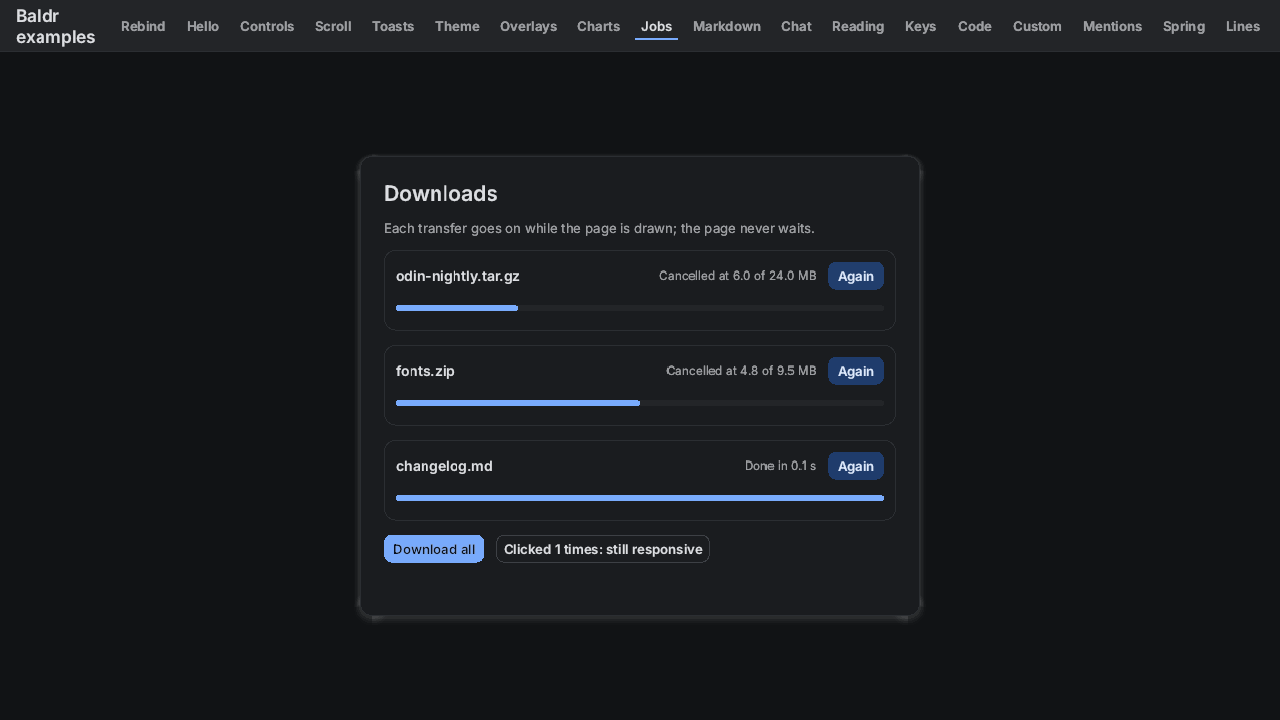 Baldr examples
Rebind Hello Controls Scroll Toasts Theme Overlays Charts Jobs Markdown Chat Reading Keys Code Custom Mentions Spring Lines
Downloads
Each transfer goes on while the page is drawn; the page never waits.
odin-nightly.tar.gz Cancelled at 6.0 of 24.0 MB Again
fonts.zip Cancelled at 4.8 of 9.5 MB Again
changelog.md Done in 0.1 s Again
Download all Clicked 1 times: still responsive